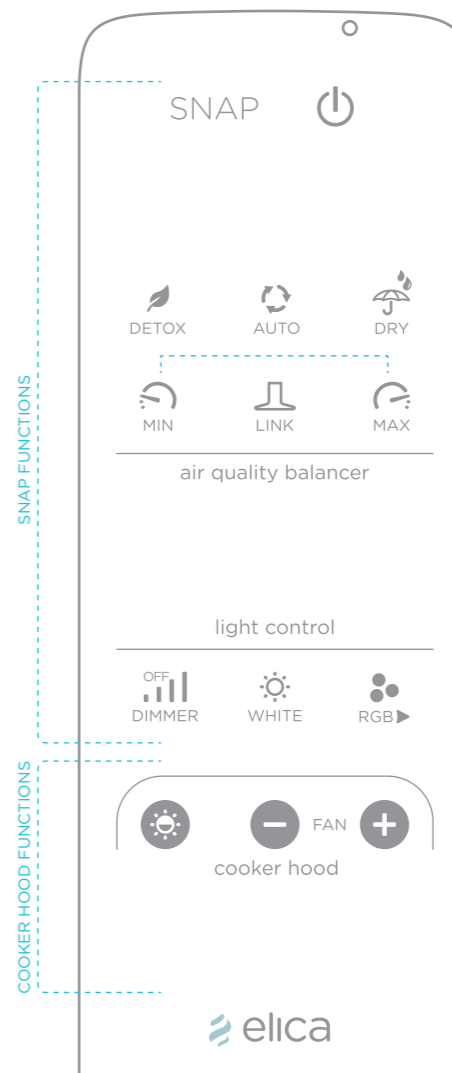 SNAP
DETOX AUTO DRY
MIN LINK MAX
air quality balancer
light control
OFF
DIMMER WHITE RGB
FAN
cooker hood
elica
SNAP FUNCTIONS
COOKER HOOD FUNCTIONS